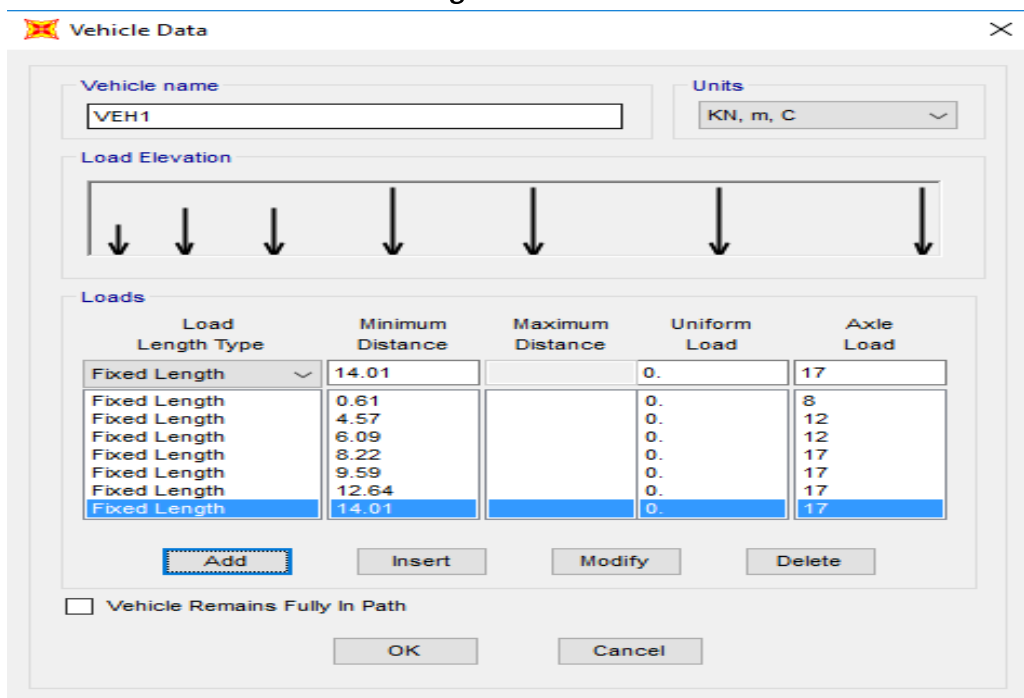 Vehicle Data
Vehicle name
Units
VEH1
KN, m, C
Load Elevation
Loads
Load Length Type Minimum Distance Maximum Distance Uniform Load Axle Load
Fixed Length 14.01 0. 17
Fixed Length 0.61 0. 8
Fixed Length 4.57 0. 12
Fixed Length 6.09 0. 12
Fixed Length 8.22 0. 17
Fixed Length 9.59 0. 17
Fixed Length 12.64 0. 17
Fixed Length 14.01 0. 17
Add Insert Modify Delete
Vehicle Remains Fully In Path
OK Cancel